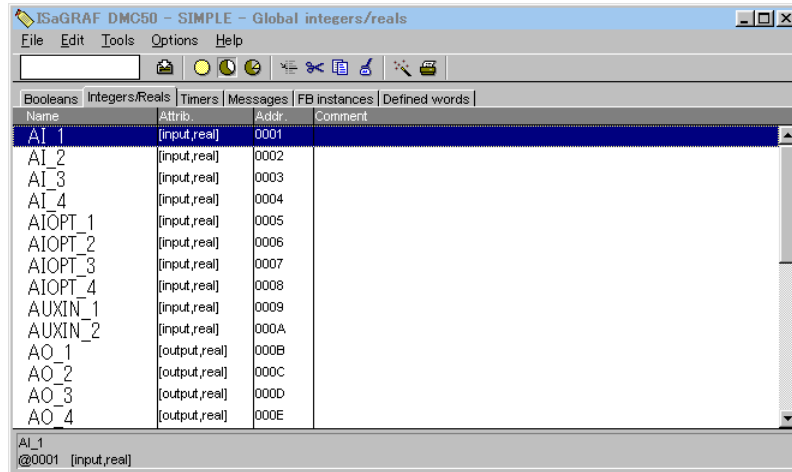 ISaGRAF DMC50 - SIMPLE - Global integers/reals
File Edit Tools Options Help
Booleans Integers/Reals Timers Messages FB instances Defined words
Name Attrib. Addr. Comment
AI_1 [input,real] 0001
AI_2 [input,real] 0002
AI_3 [input,real] 0003
AI_4 [input,real] 0004
AIOPT_1 [input,real] 0005
AIOPT_2 [input,real] 0006
AIOPT_3 [input,real] 0007
AIOPT_4 [input,real] 0008
AUXIN_1 [input,real] 0009
AUXIN_2 [input,real] 000A
AO_1 [output,real] 000B
AO_2 [output,real] 000C
AO_3 [output,real] 000D
AO_4 [output,real] 000E
AI_1
@0001 [input,real]